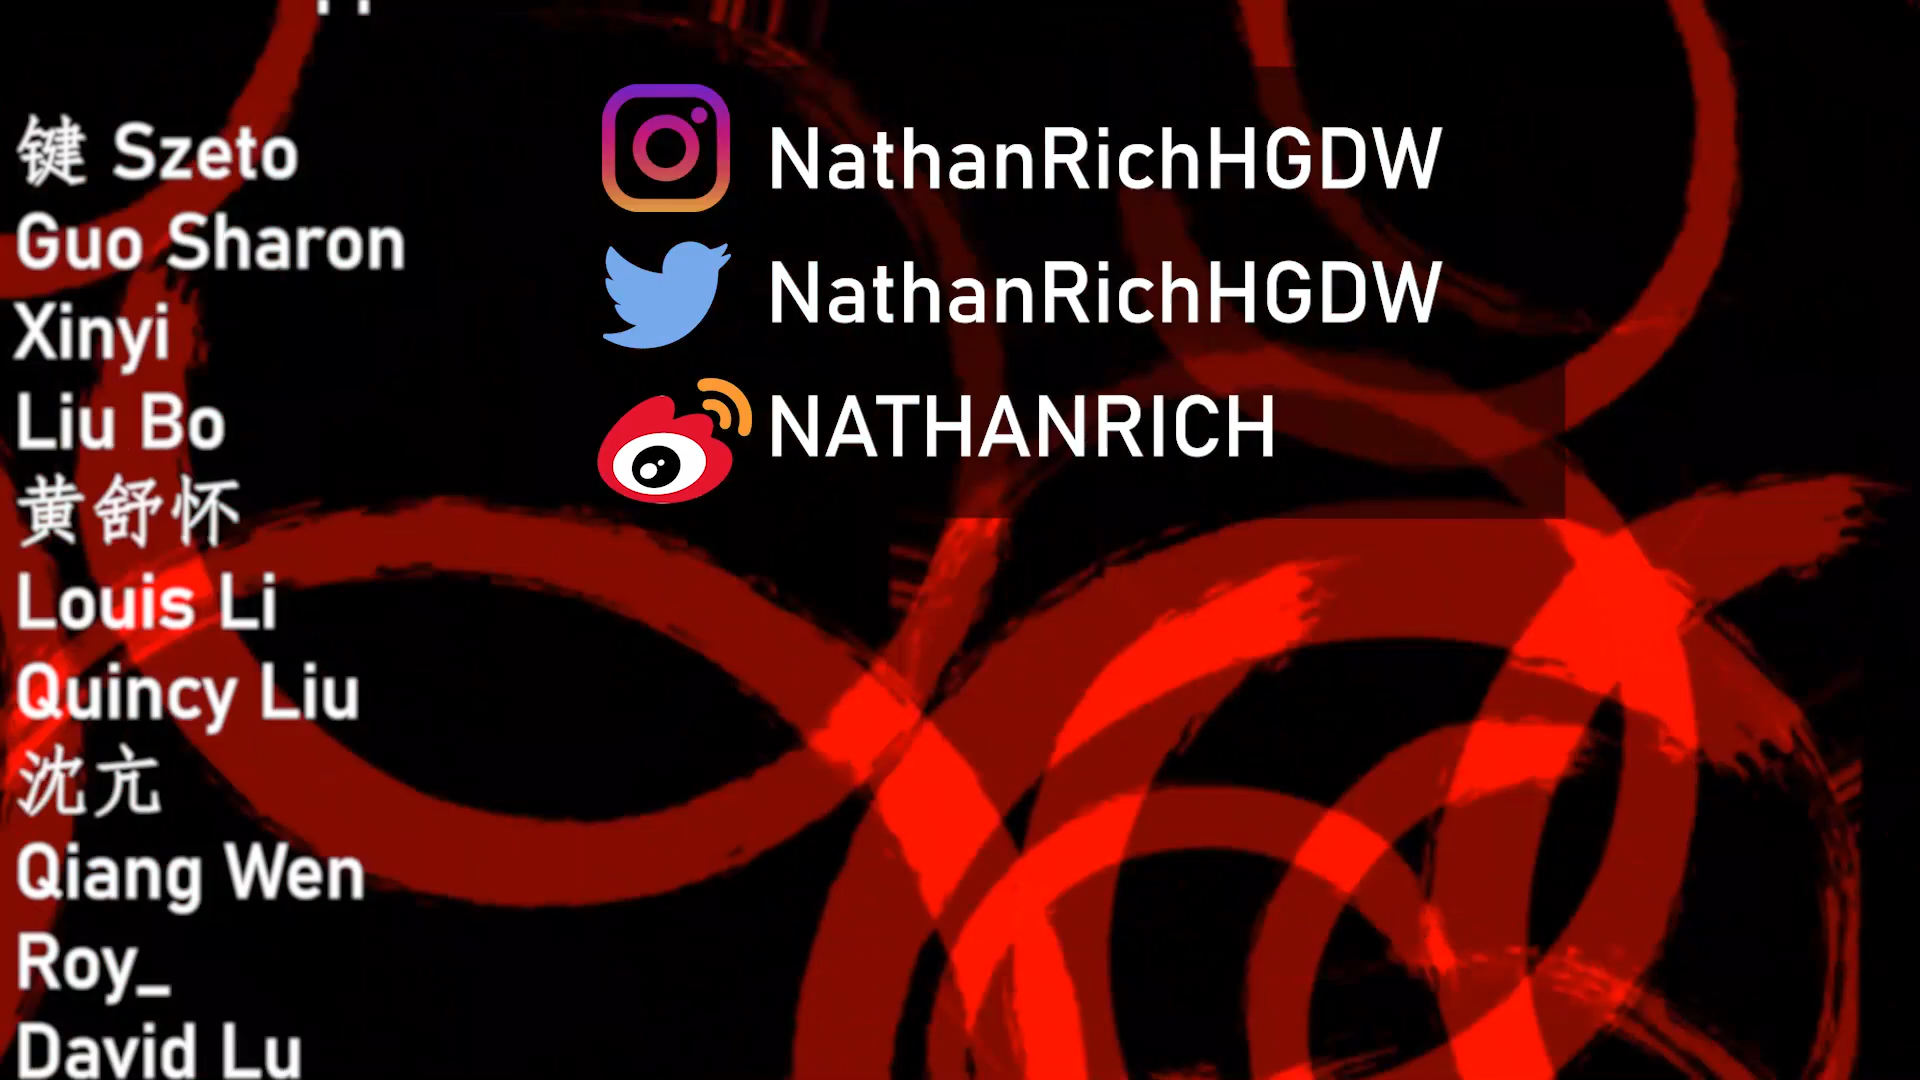 键 Szeto
Guo Sharon
Xinyi
Liu Bo
黄舒怀
Louis Li
Quincy Liu
沈亢
Qiang Wen
Roy_
David Lu
NathanRichHGDW
NathanRichHGDW
NATHANRICH